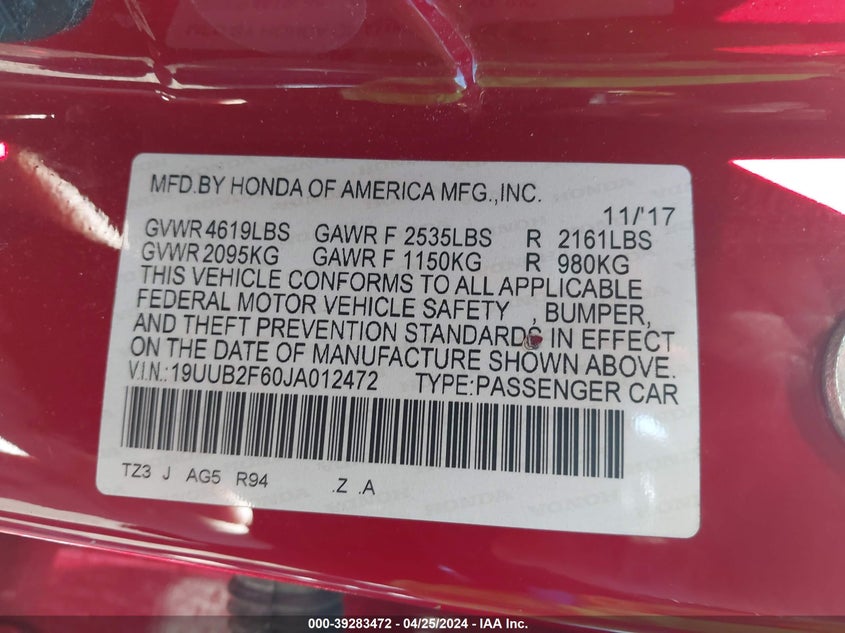 MFD.BY HONDA OF AMERICA MFG.,INC.
11/'17
GVWR 4619LBS GAWR F 2535LBS R 2161LBS
GVWR 2095KG GAWR F 1150KG R 980KG
THIS VEHICLE CONFORMS TO ALL APPLICABLE
FEDERAL MOTOR VEHICLE SAFETY , BUMPER,
AND THEFT PREVENTION STANDARDS IN EFFECT
ON THE DATE OF MANUFACTURE SHOWN ABOVE.
V.I.N.:19UUB2F60JA012472 TYPE:PASSENGER CAR
TZ3 J AG5 R94 .Z .A
000-39283472 • 04/25/2024 - IAA Inc.